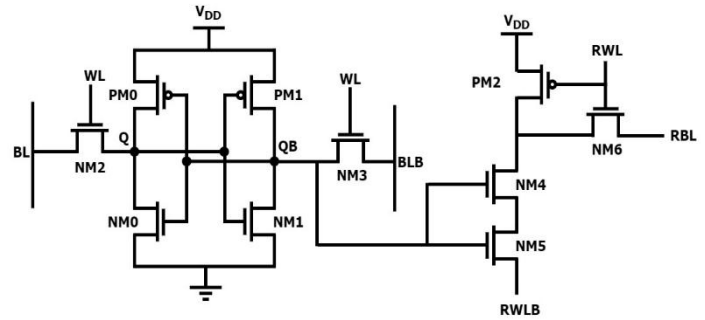 VDD
VDD
WL
PM0
PM1
WL
PM2
RWL
BL
NM2
Q
QB
NM3
BLB
NM6
RBL
NM4
NM0
NM1
NM5
RWLB